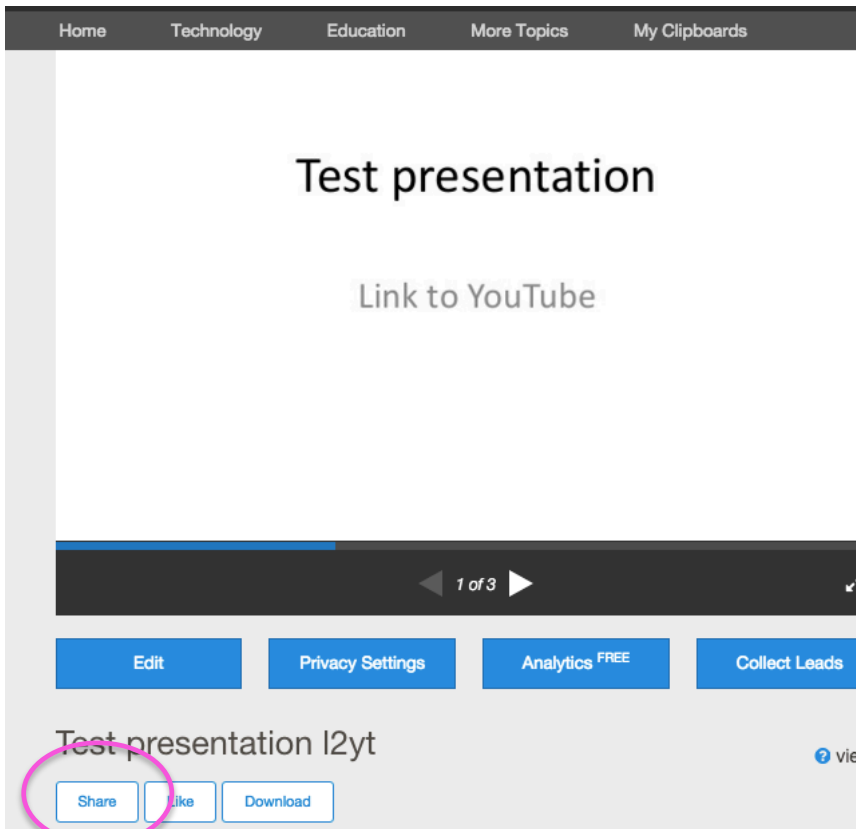 Home Technology Education More Topics My Clipboards
Test presentation
Link to YouTube
1 of 3
Edit Privacy Settings Analytics FREE Collect Leads
Test presentation l2yt
Share Like Download